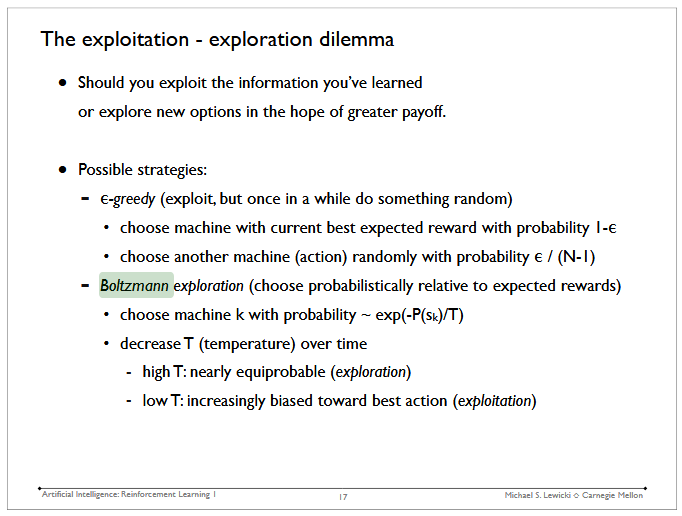 The exploitation - exploration dilemma
• Should you exploit the information you've learned
or explore new options in the hope of greater payoff.
• Possible strategies:
- ϵ-greedy (exploit, but once in a while do something random)
• choose machine with current best expected reward with probability 1-ϵ
• choose another machine (action) randomly with probability ϵ / (N-1)
- Boltzmann exploration (choose probabilistically relative to expected rewards)
• choose machine k with probability ~ exp(-P(sₖ)/T)
• decrease T (temperature) over time
- high T: nearly equiprobable (exploration)
- low T: increasingly biased toward best action (exploitation)
Artificial Intelligence: Reinforcement Learning 1
17
Michael S. Lewicki ◇ Carnegie Mellon